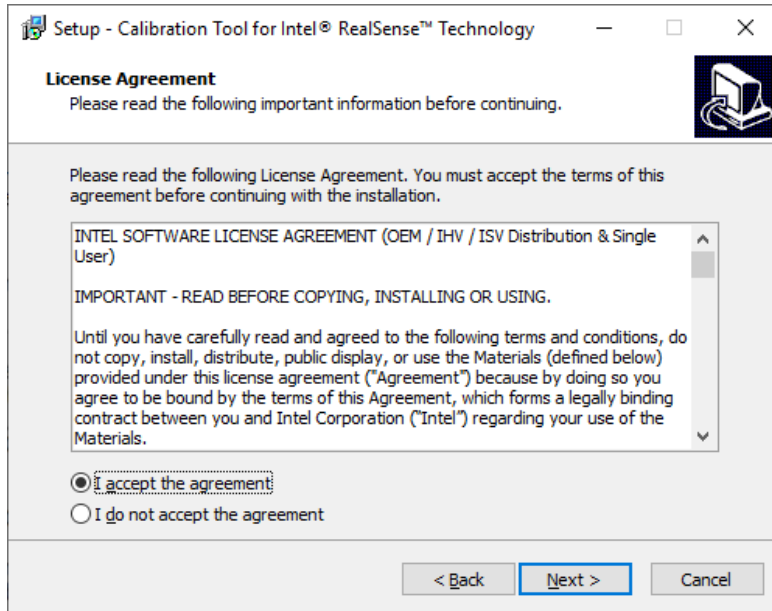 Setup - Calibration Tool for Intel® RealSense™ Technology
License Agreement
Please read the following important information before continuing.
Please read the following License Agreement. You must accept the terms of this
agreement before continuing with the installation.
INTEL SOFTWARE LICENSE AGREEMENT (OEM / IHV / ISV Distribution & Single
User)
IMPORTANT - READ BEFORE COPYING, INSTALLING OR USING.
Until you have carefully read and agreed to the following terms and conditions, do
not copy, install, distribute, public display, or use the Materials (defined below)
provided under this license agreement ("Agreement") because by doing so you
agree to be bound by the terms of this Agreement, which forms a legally binding
contract between you and Intel Corporation ("Intel") regarding your use of the
Materials.
I accept the agreement
I do not accept the agreement
< Back Next > Cancel